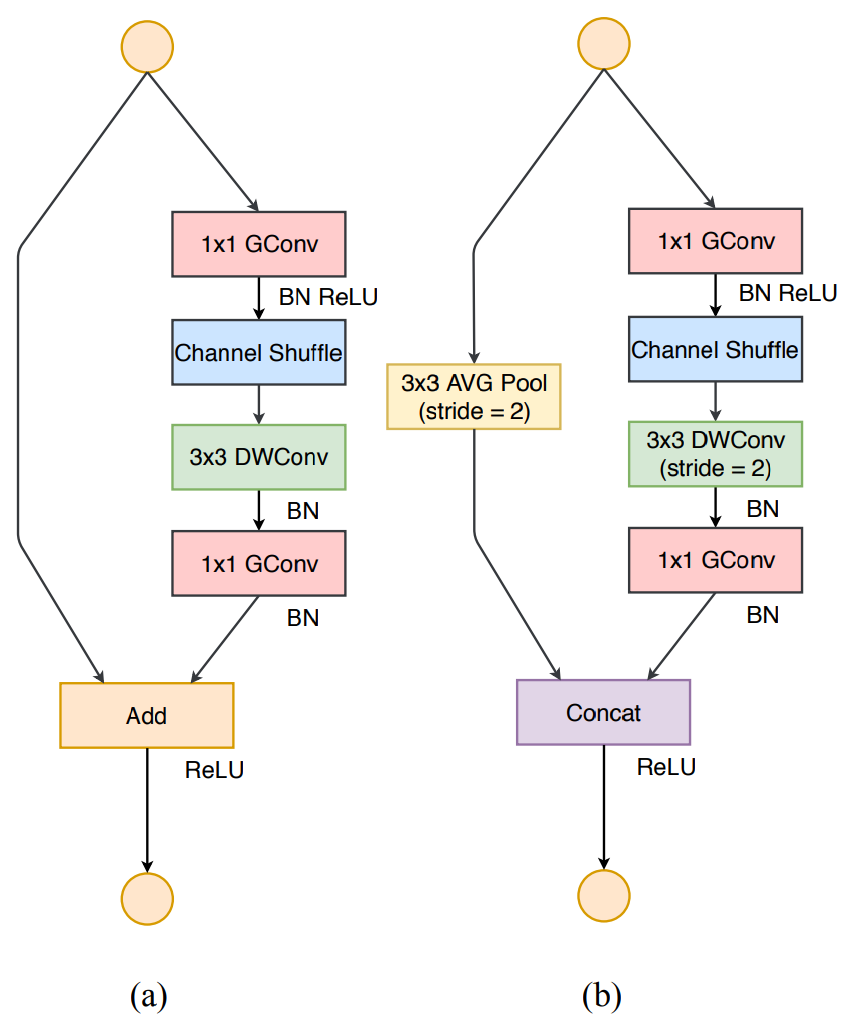 1x1 GConv
BN ReLU
Channel Shuffle
3x3 DWConv
BN
1x1 GConv
BN
Add
ReLU
(a)
1x1 GConv
BN ReLU
Channel Shuffle
3x3 AVG Pool
(stride = 2)
3x3 DWConv
(stride = 2)
BN
1x1 GConv
BN
Concat
ReLU
(b)